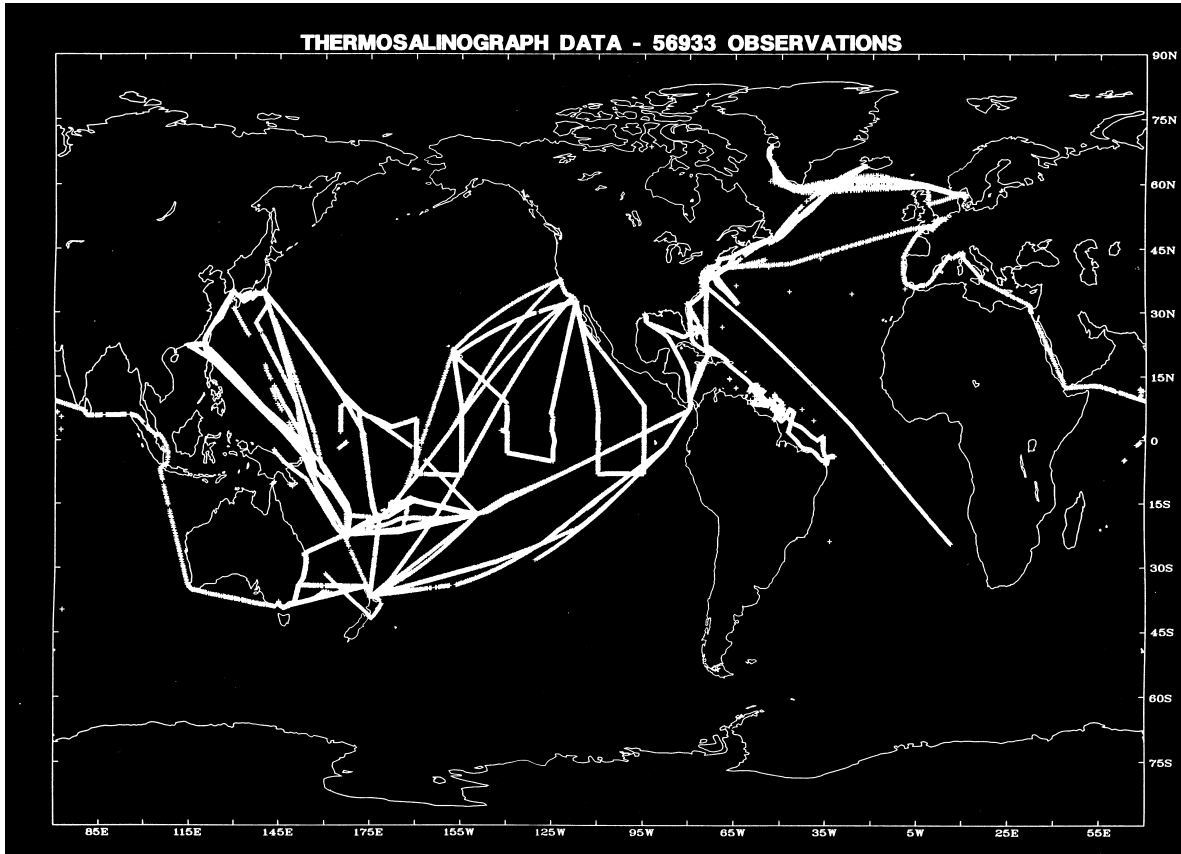 THERMOSALINOGRAPH DATA - 56933 OBSERVATIONS
90N
75N
60N
45N
30N
15N
0
15S
30S
45S
60S
75S
85E 115E 145E 175E 155W 125W 95W 65W 35W 5W 25E 55E